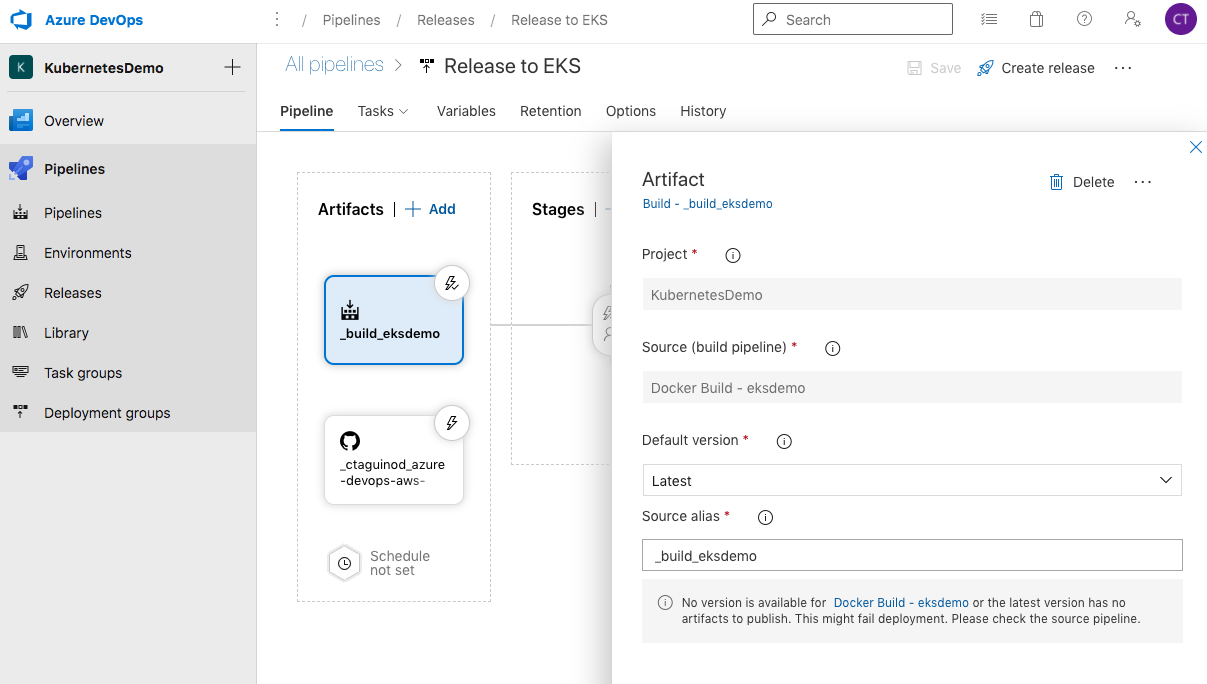 Azure DevOps
/ Pipelines / Releases / Release to EKS
Search
CT
K KubernetesDemo
Overview
Pipelines
Pipelines
Environments
Releases
Library
Task groups
Deployment groups
All pipelines > Release to EKS
Save Create release
Pipeline Tasks Variables Retention Options History
Artifacts | + Add
_build_eksdemo
_ctaguinod_azure
-devops-aws-
Schedule
not set
Stages |
Artifact
Build - _build_eksdemo
Delete
Project *
KubernetesDemo
Source (build pipeline) *
Docker Build - eksdemo
Default version *
Latest
Source alias *
_build_eksdemo
No version is available for Docker Build - eksdemo or the latest version has no
artifacts to publish. This might fail deployment. Please check the source pipeline.